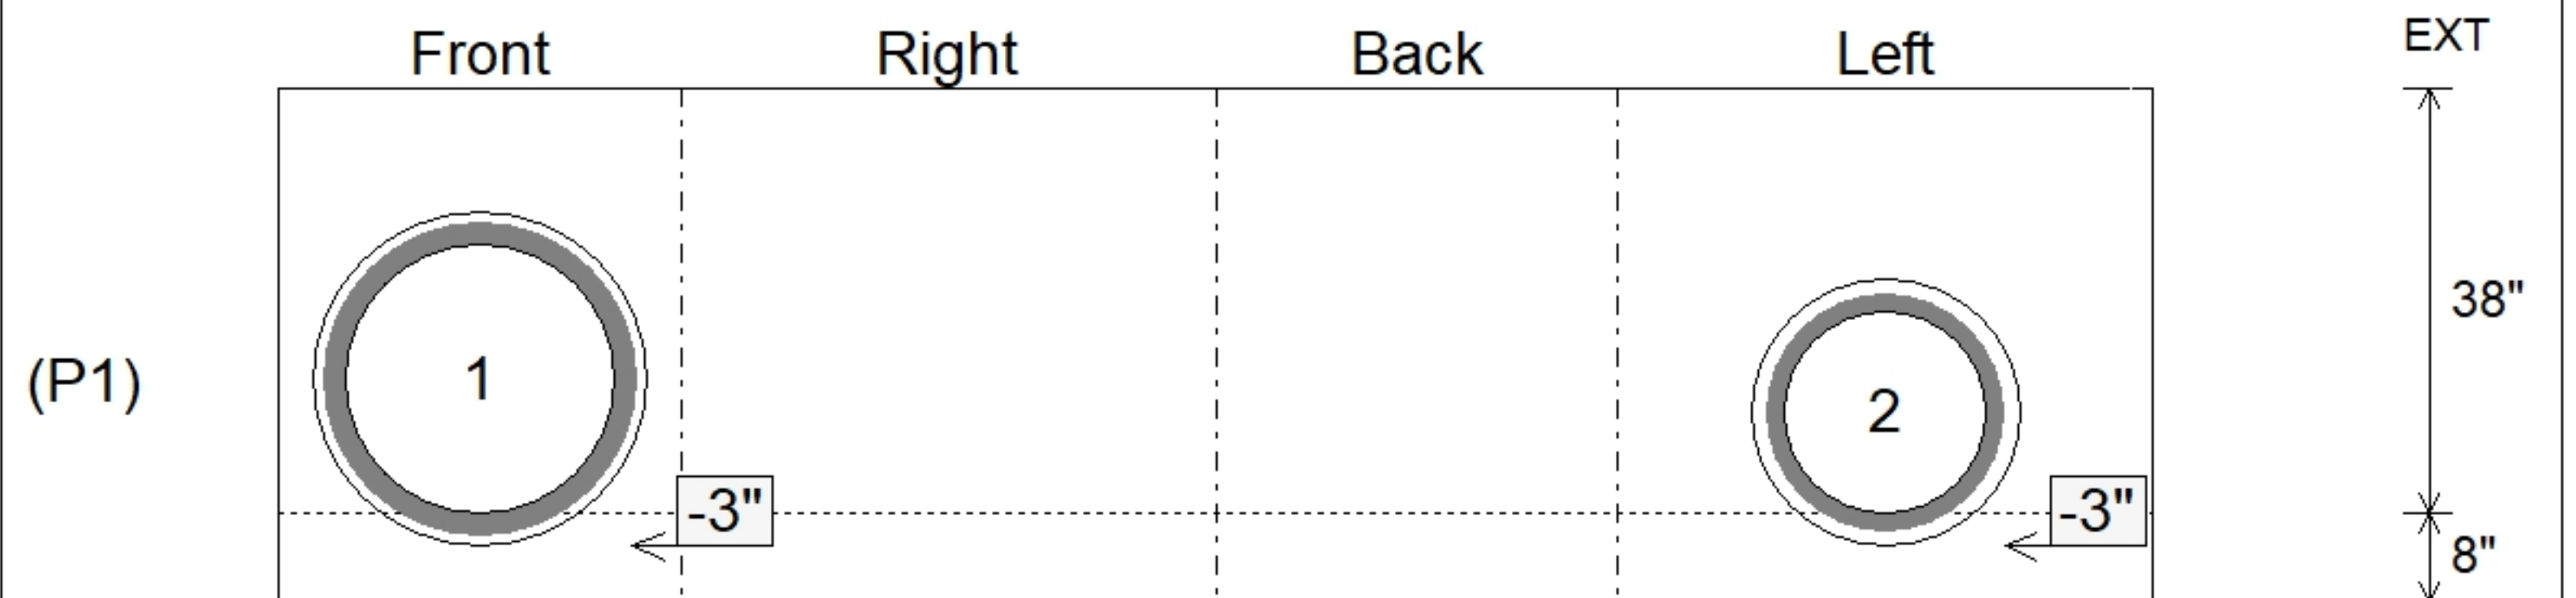 Front Right Back Left EXT
38"
(P1) 1 2
-3" -3"
8"